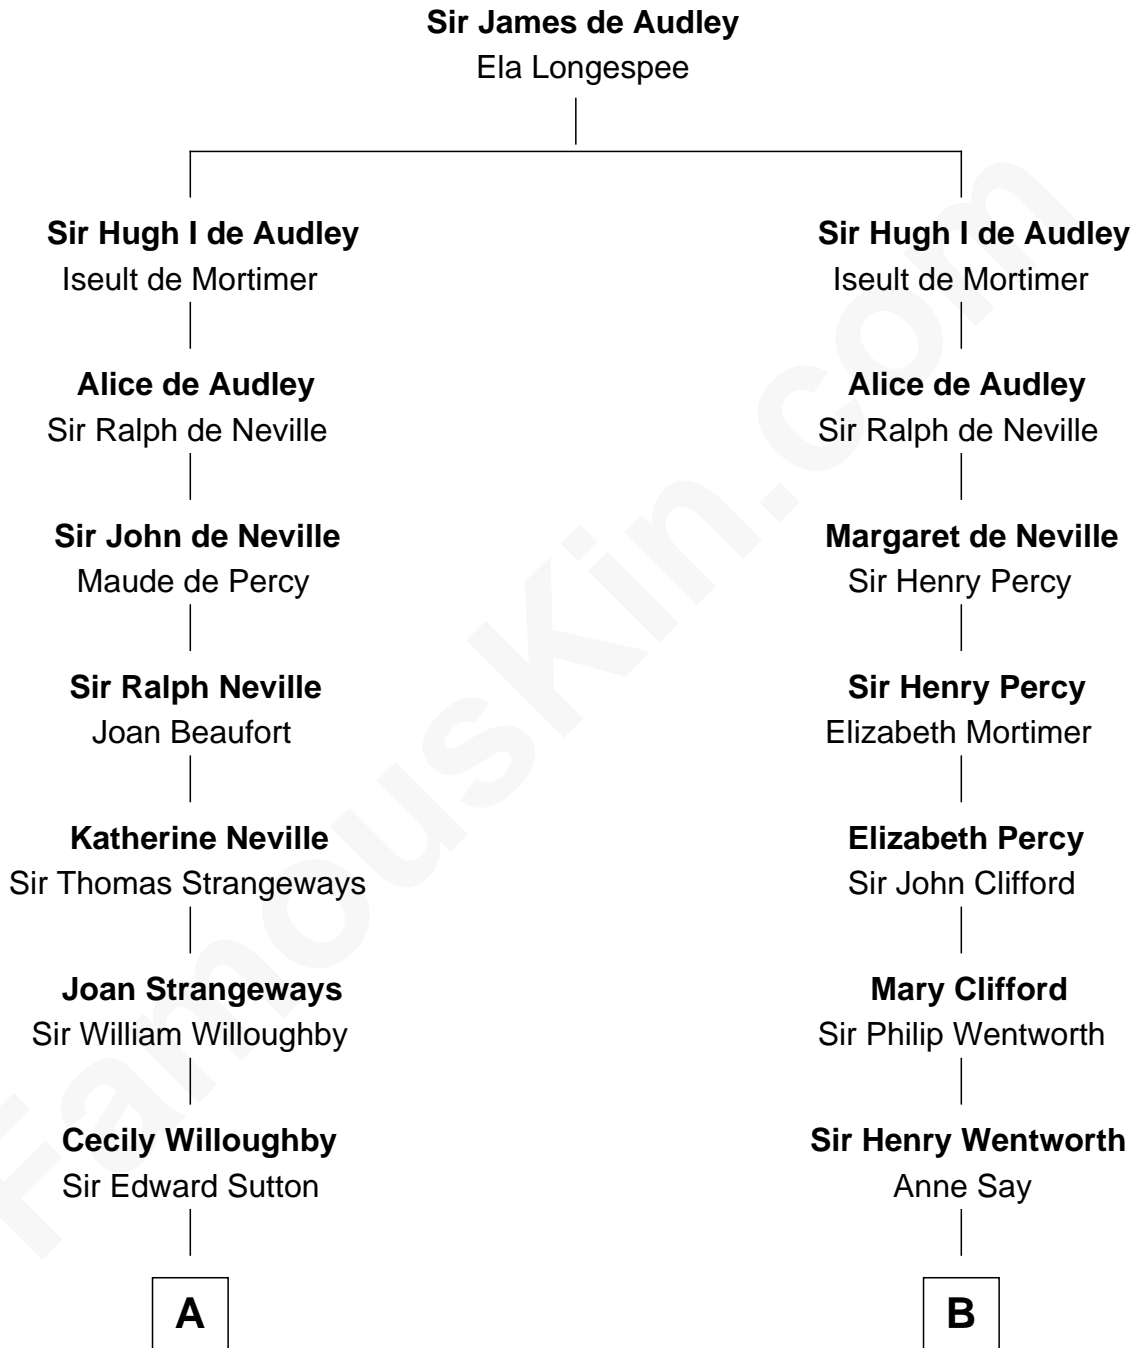 Sir James de Audley
Ela Longespee
Sir Hugh I de Audley
Iseult de Mortimer
Alice de Audley
Sir Ralph de Neville
Sir John de Neville
Maude de Percy
Sir Ralph Neville
Joan Beaufort
Katherine Neville
Sir Thomas Strangeways
Joan Strangeways
Sir William Willoughby
Cecily Willoughby
Sir Edward Sutton
A
Sir Hugh I de Audley
Iseult de Mortimer
Alice de Audley
Sir Ralph de Neville
Margaret de Neville
Sir Henry Percy
Sir Henry Percy
Elizabeth Mortimer
Elizabeth Percy
Sir John Clifford
Mary Clifford
Sir Philip Wentworth
Sir Henry Wentworth
Anne Say
B
FamousKin.com